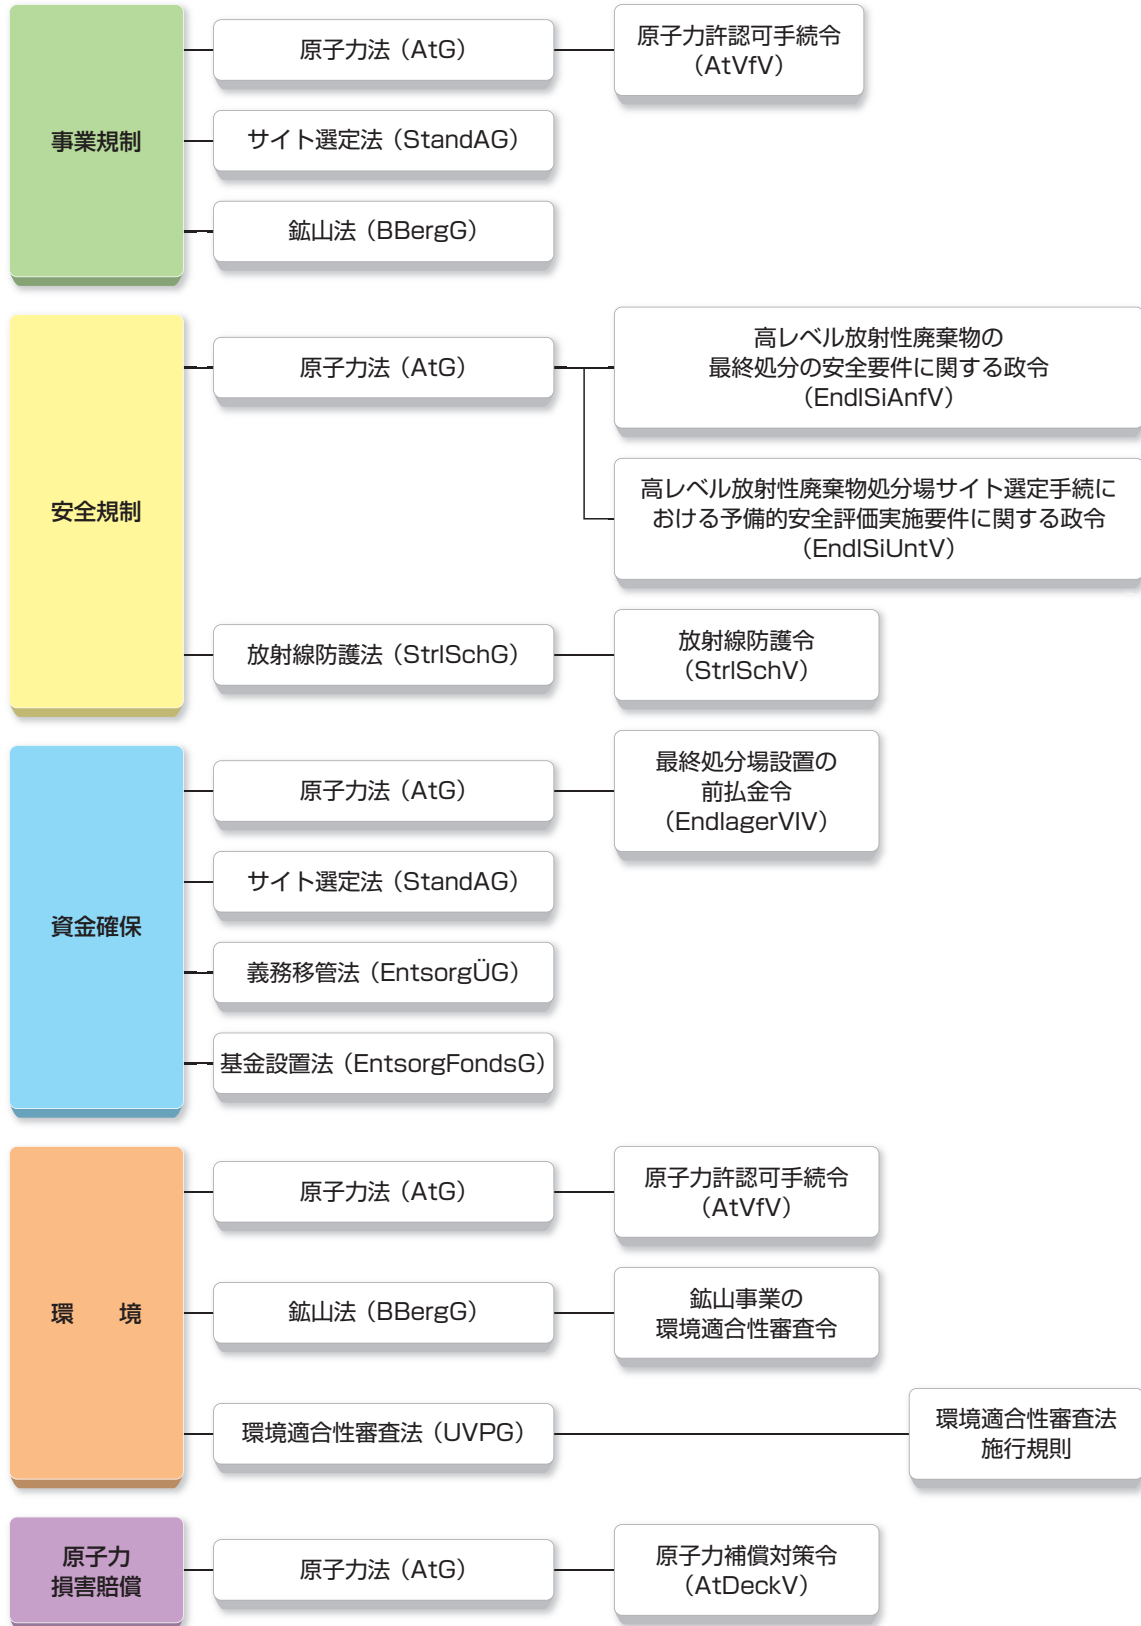 事業規制
原子力法（AtG）
原子力許認可手続令
（AtVfV）
サイト選定法（StandAG）
鉱山法（BBergG）
安全規制
原子力法（AtG）
高レベル放射性廃棄物の
最終処分の安全要件に関する政令
（EndlSiAnfV）
高レベル放射性廃棄物処分場サイト選定手続に
おける予備的安全評価実施要件に関する政令
（EndlSiUntV）
放射線防護法（StrlSchG）
放射線防護令
（StrlSchV）
資金確保
原子力法（AtG）
最終処分場設置の
前払金令
（EndlagerVlV）
サイト選定法（StandAG）
義務移管法（EntsorgÜG）
基金設置法（EntsorgFondsG）
環　　境
原子力法（AtG）
原子力許認可手続令
（AtVfV）
鉱山法（BBergG）
鉱山事業の
環境適合性審査令
環境適合性審査法（UVPG）
環境適合性審査法
施行規則
原子力
損害賠償
原子力法（AtG）
原子力補償対策令
（AtDeckV）